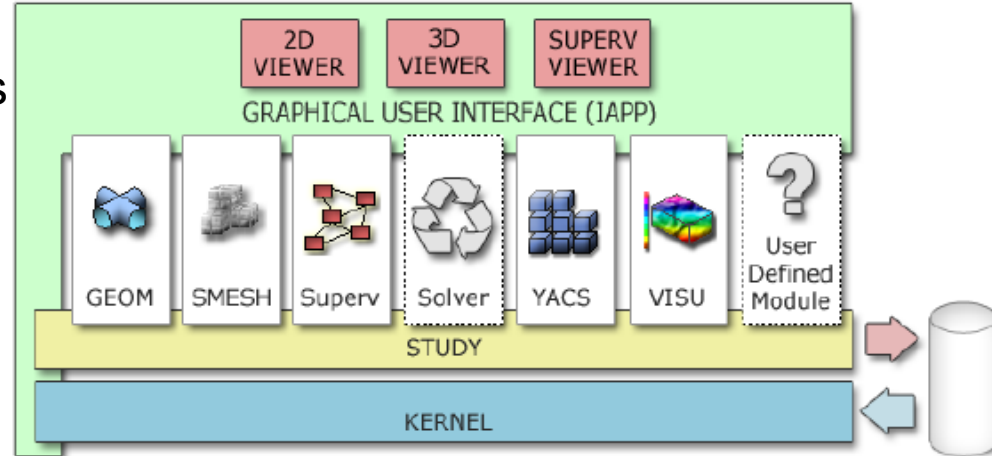 2D
VIEWER
3D
VIEWER
SUPERV
VIEWER
s
GRAPHICAL USER INTERFACE (IAPP)
GEOM
SMESH
Superv
Solver
YACS
VISU
?
User
Defined
Module
STUDY
KERNEL